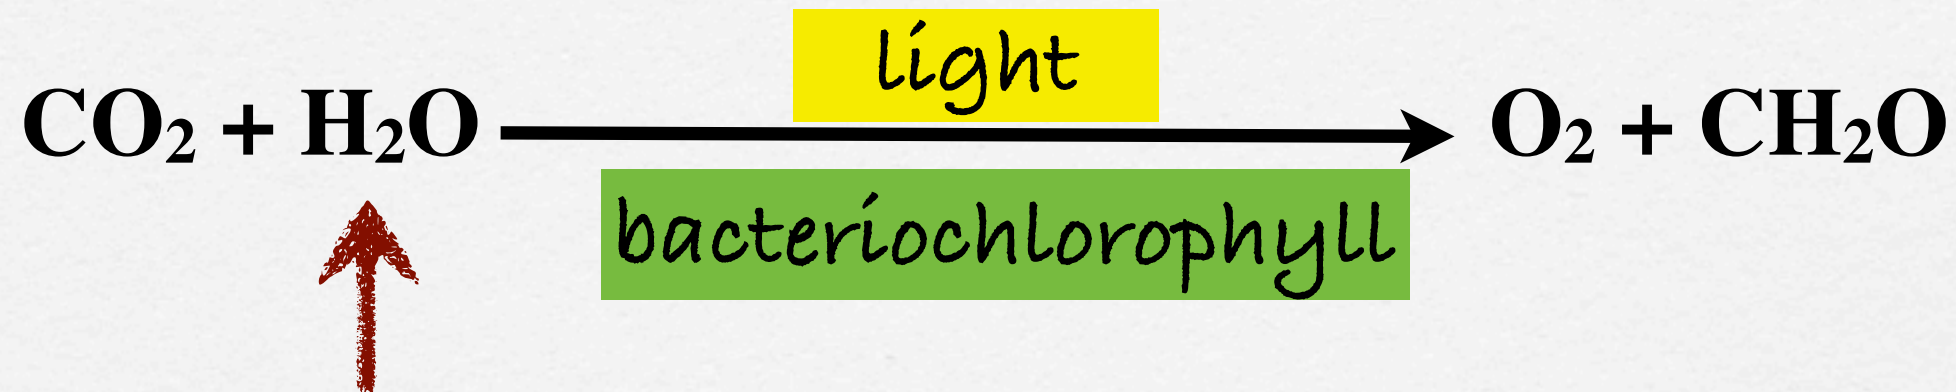 light
CO₂ + H₂O O₂ + CH₂O
bacteriochlorophyll